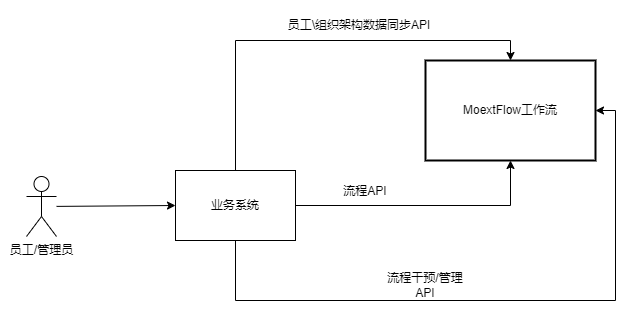 员工\组织架构数据同步API
MoextFlow工作流
流程API
业务系统
员工/管理员
流程干预/管理
API